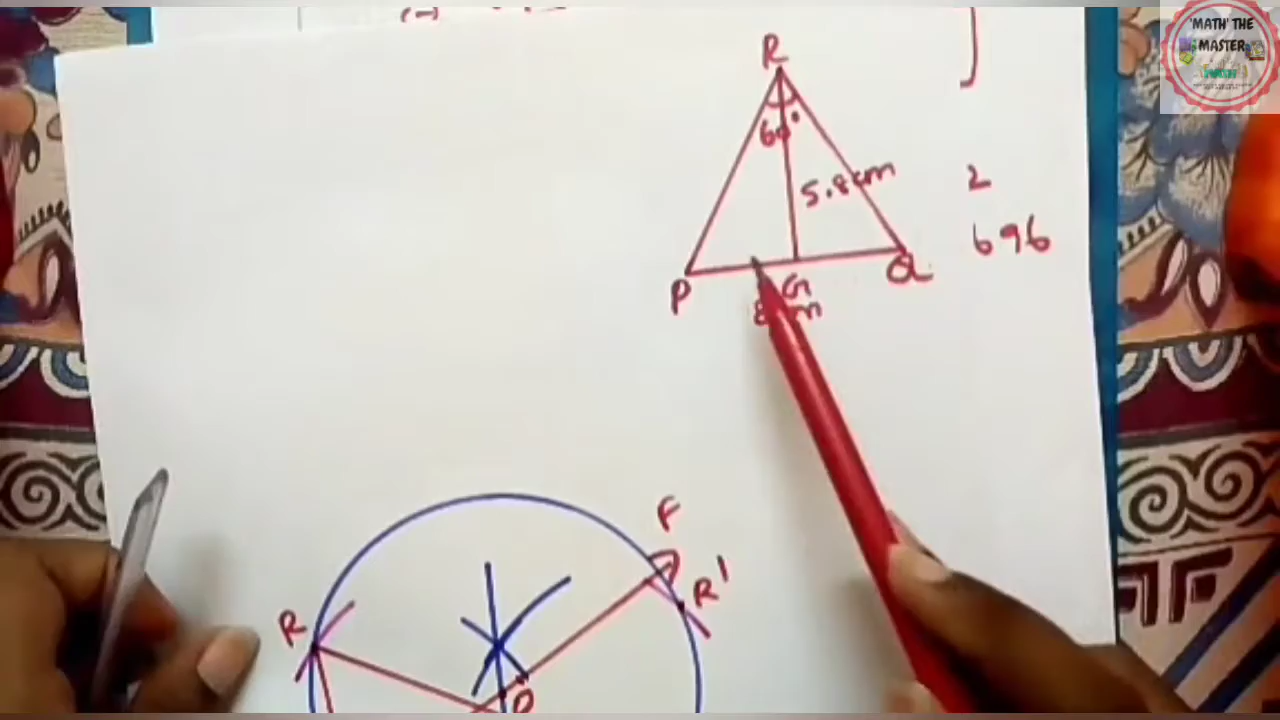 'MATH' THE
MASTER
R
60°
5.8cm
2
696
P
G
Q
8cm
F
R'
R
O